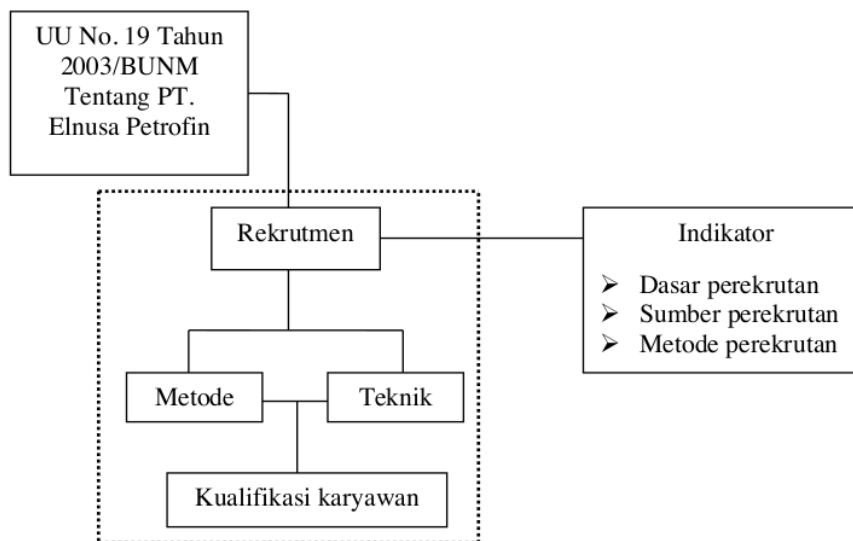 UU No. 19 Tahun
2003/BUNM
Tentang PT.
Elnusa Petrofin
Rekrutmen
Indikator
➢ Dasar perekrutan
➢ Sumber perekrutan
➢ Metode perekrutan
Metode
Teknik
Kualifikasi karyawan